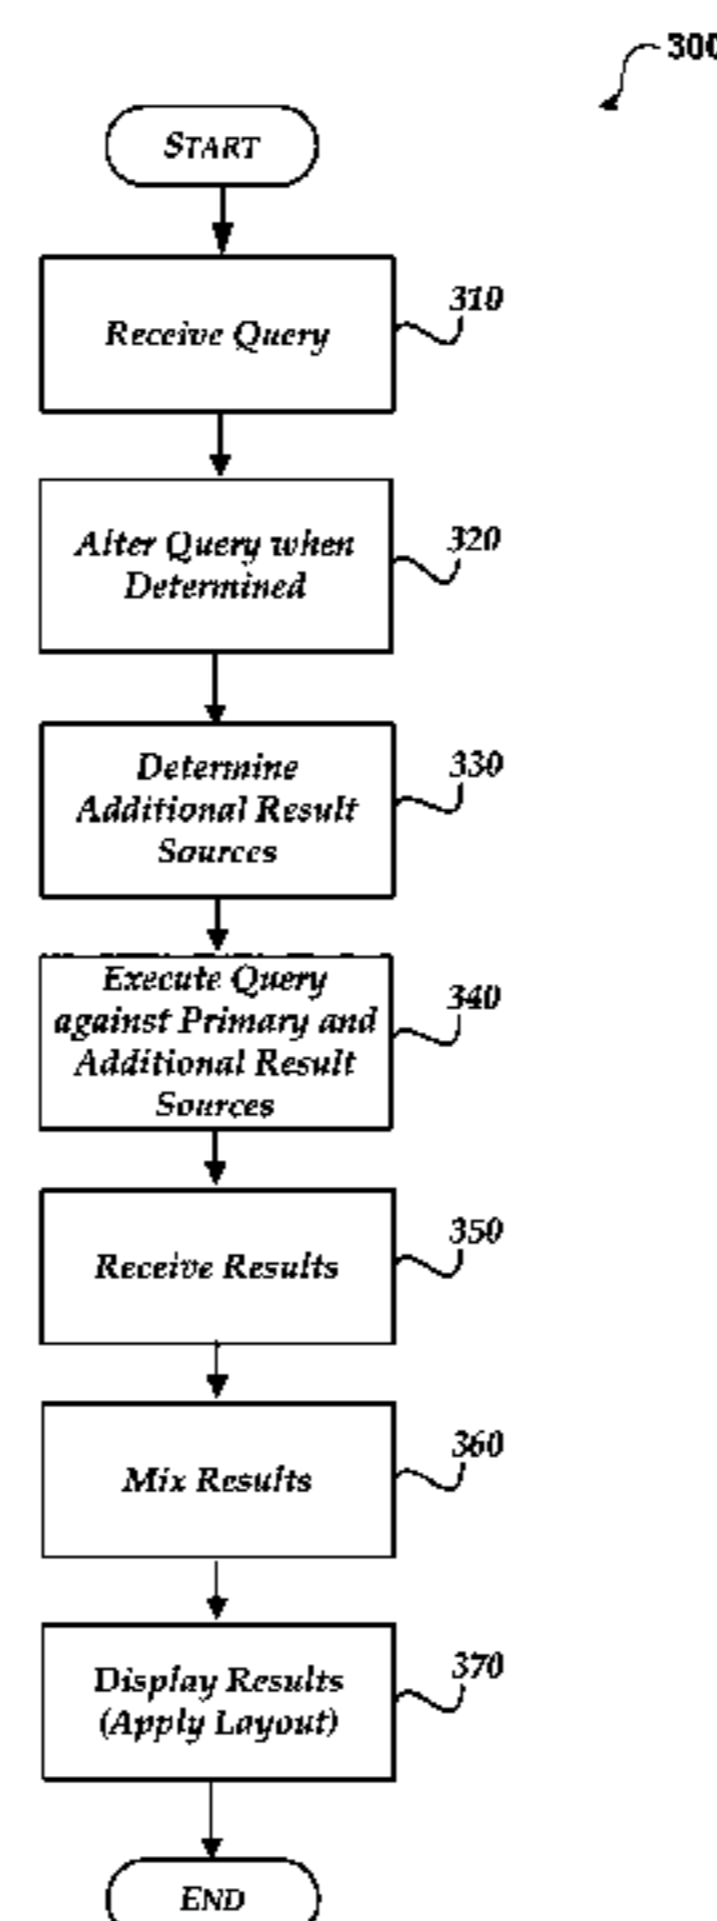 300
START
Receive Query
310
Alter Query when
Determined
320
Determine
Additional Result
Sources
330
Execute Query
against Primary and
Additional Result
Sources
340
Receive Results
350
Mix Results
360
Display Results
(Apply Layout)
370
END